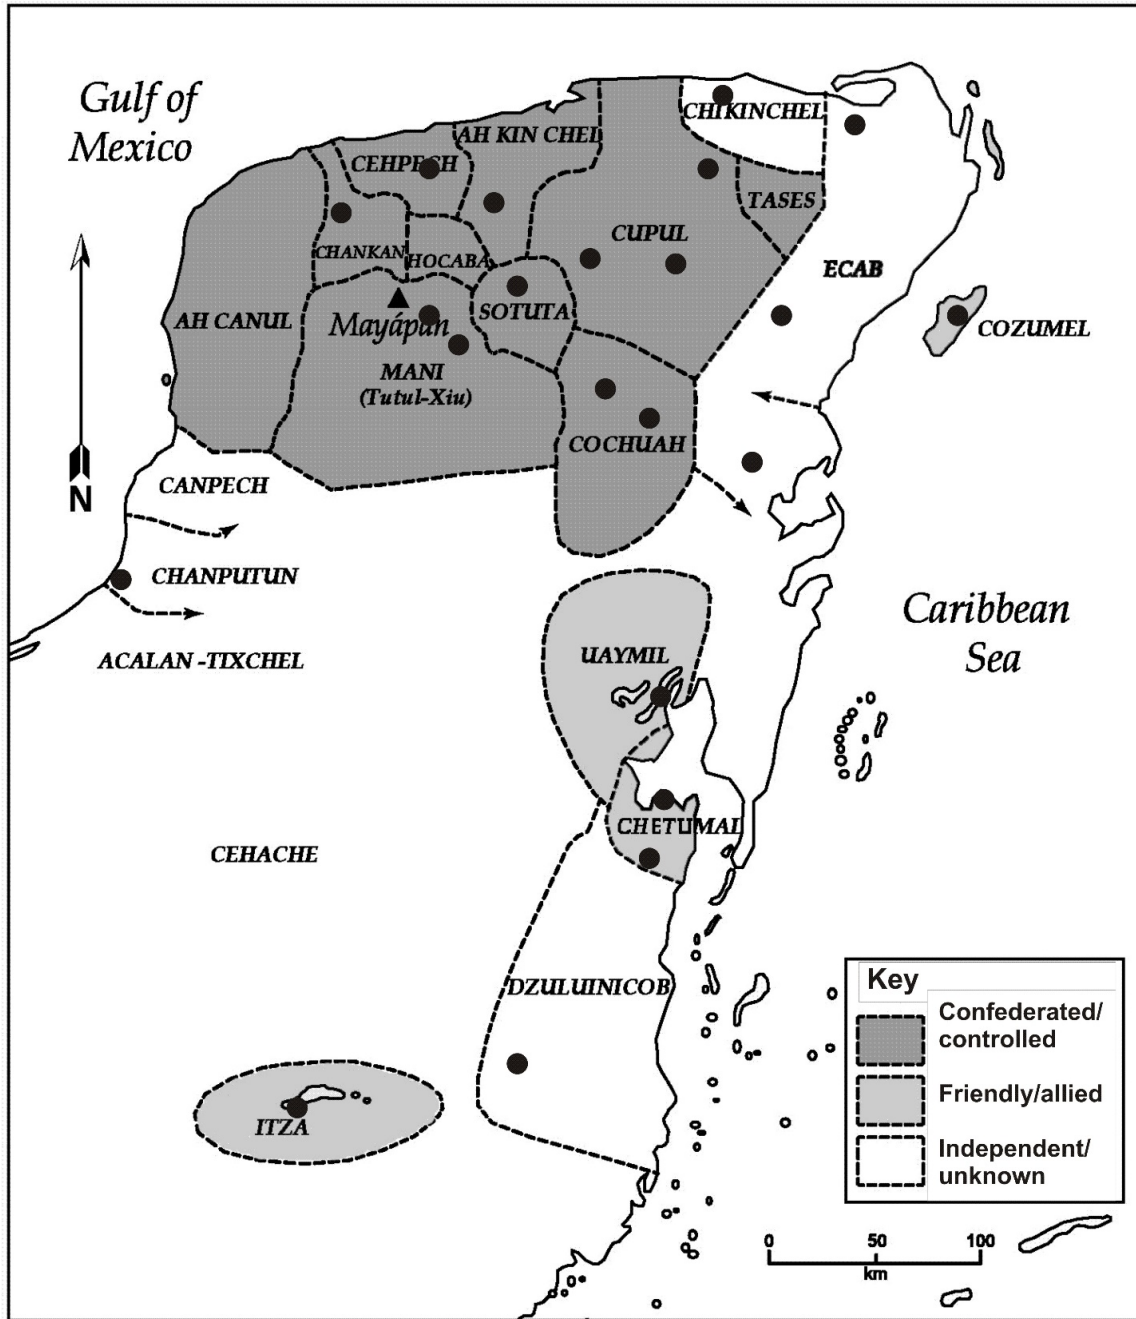 Gulf of
Mexico
CHIKINCHEL
AH KIN CHEL
CEHPECH
TASES
CUPUL
CHANKAN
HOCABA
ECAB
AH CANUL
SOTUTA
Mayápan
COZUMEL
MANI
(Tutul-Xiu)
COCHUAH
N
CANPECH
CHANPUTUN
Caribbean
Sea
ACALAN -TIXCHEL
UAYMIL
CHETUMAL
CEHACHE
DZULUINICOB
ITZA
Key
Confederated/
controlled
Friendly/allied
Independent/
unknown
0 50 100
km